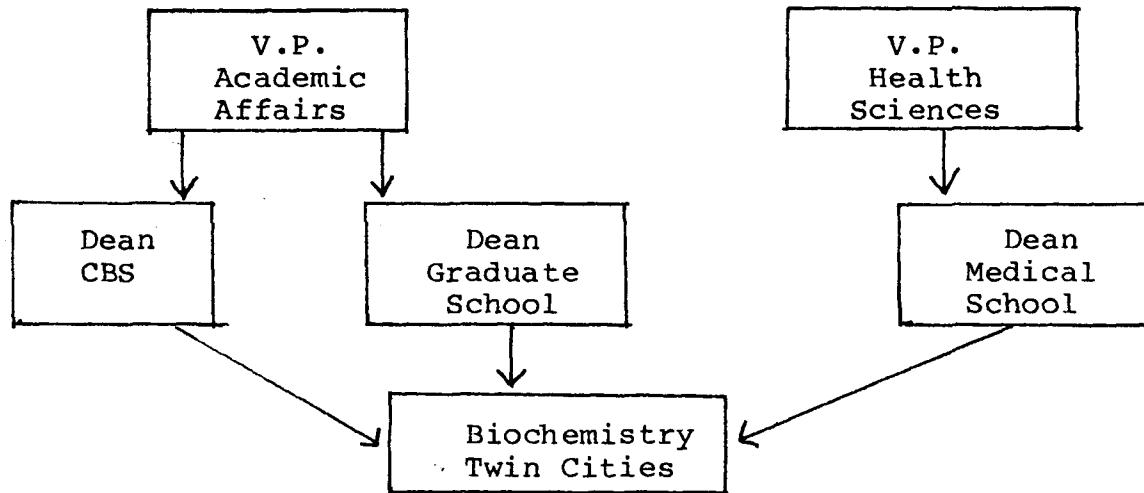 V.P.
Academic
Affairs
V.P.
Health
Sciences
Dean
CBS
Dean
Graduate
School
Dean
Medical
School
Biochemistry
Twin Cities